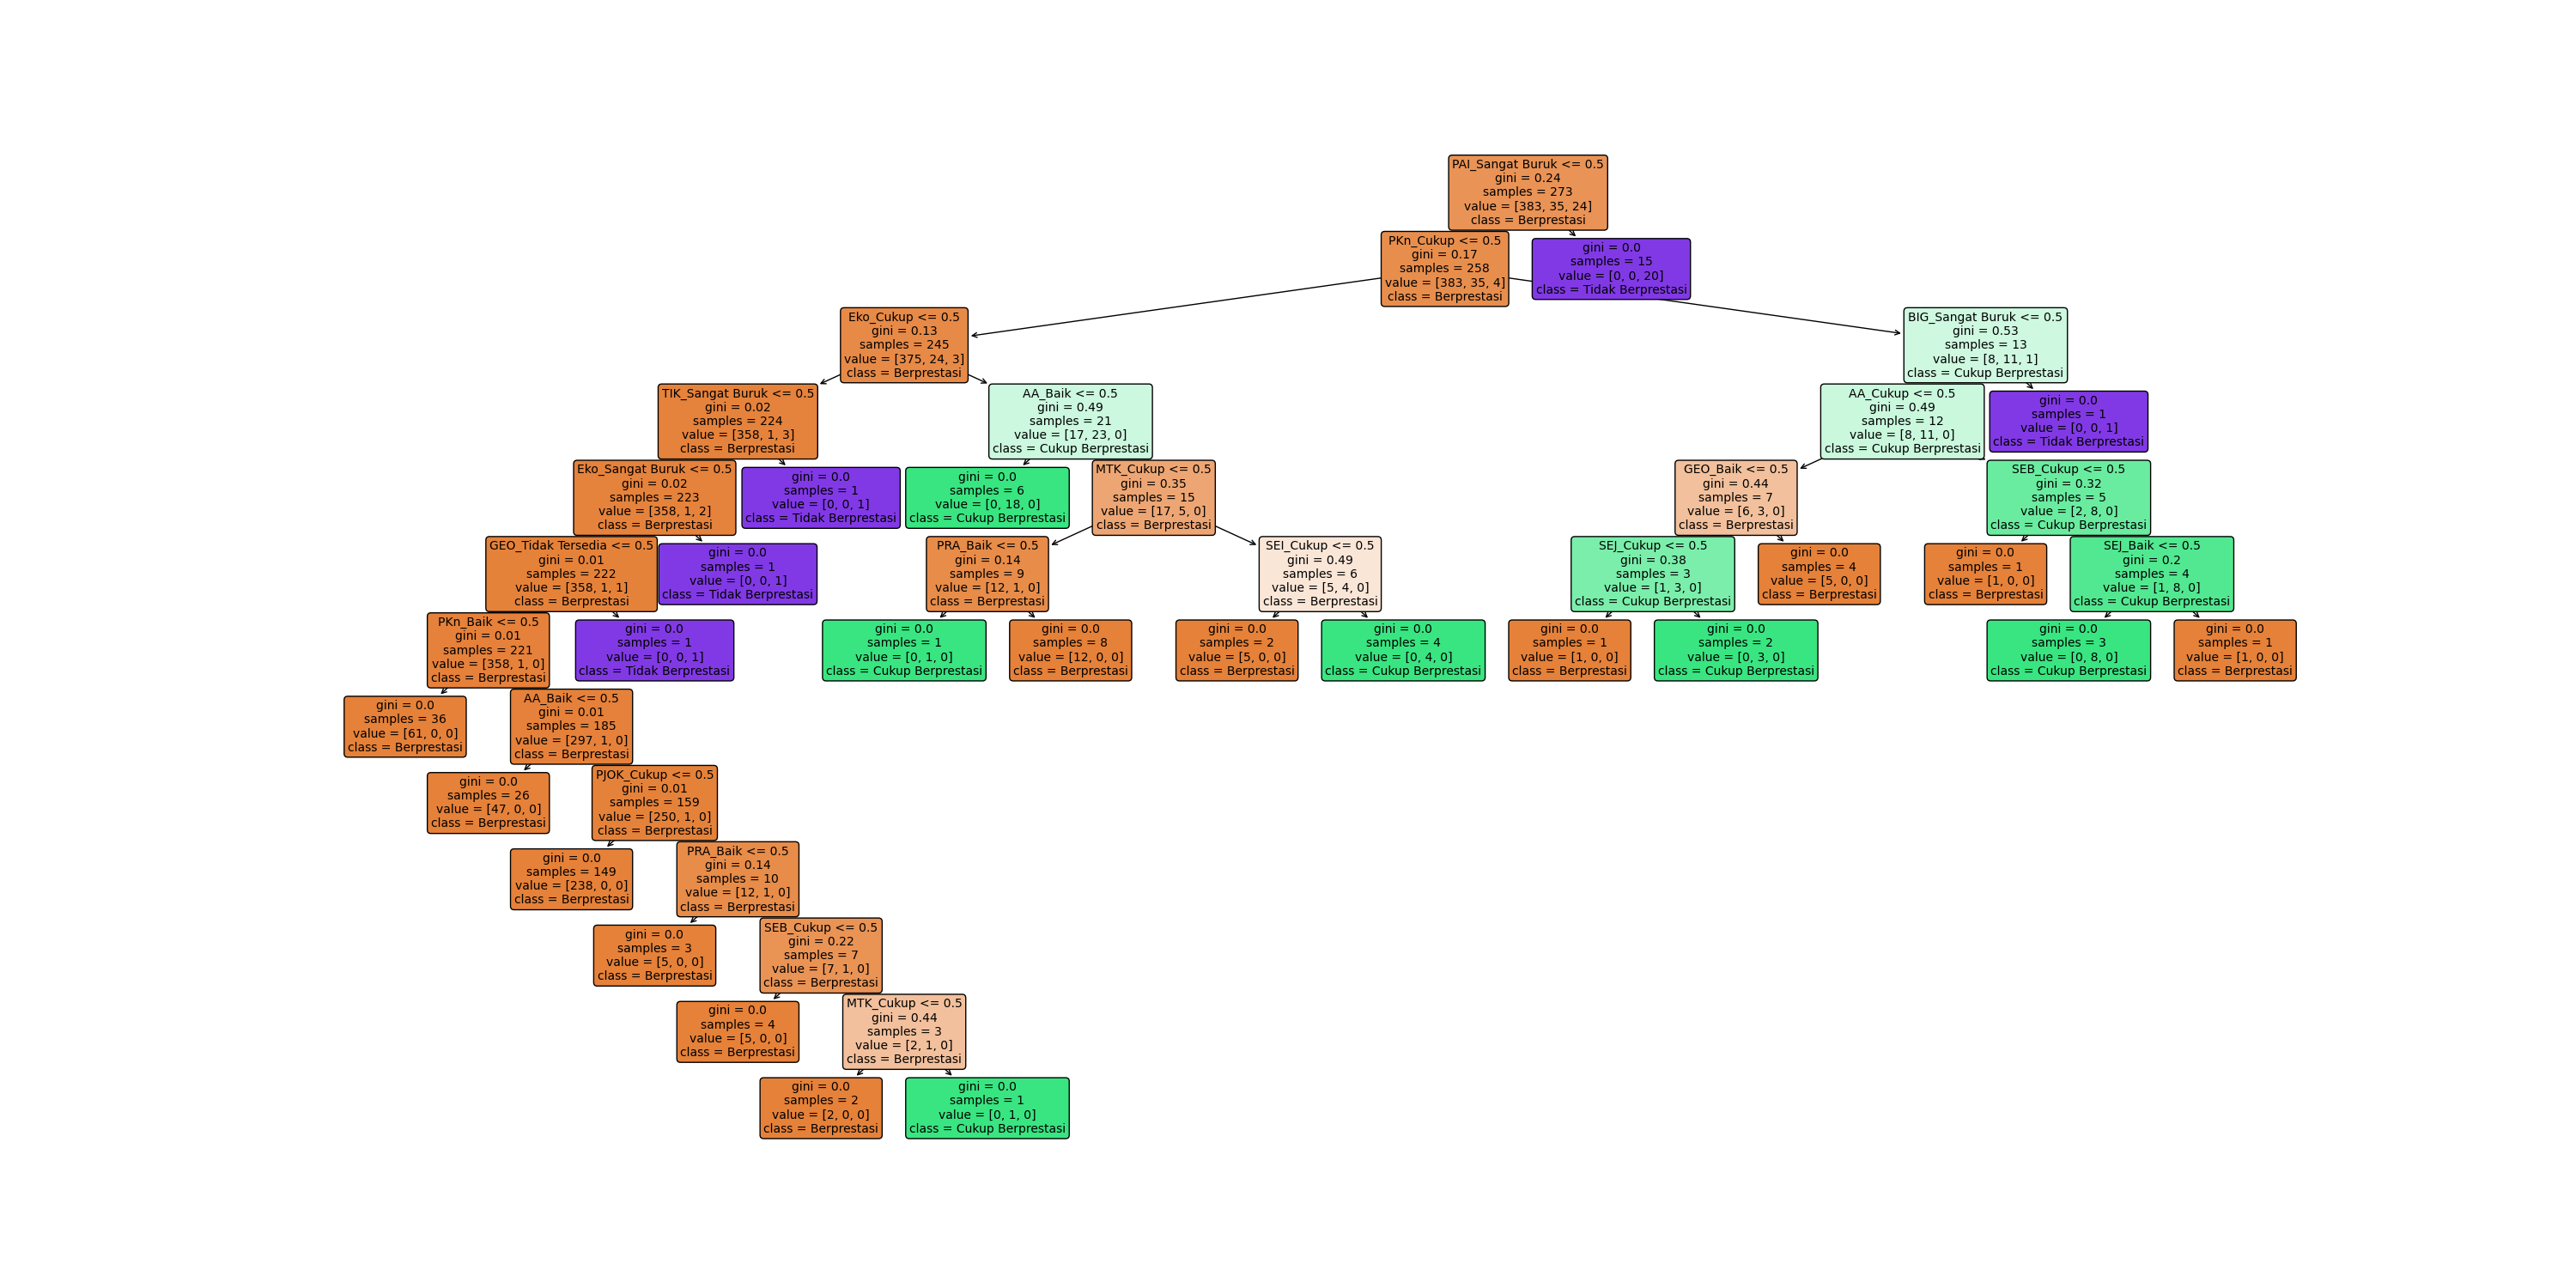 PAI_Sangat Buruk <= 0.5
gini = 0.24
samples = 273
value = [383, 35, 24]
class = Berprestasi
PKn_Cukup <= 0.5
gini = 0.17
samples = 258
value = [383, 35, 4]
class = Berprestasi
gini = 0.0
samples = 15
value = [0, 0, 20]
class = Tidak Berprestasi
Eko_Cukup <= 0.5
gini = 0.13
samples = 245
value = [375, 24, 3]
class = Berprestasi
BIG_Sangat Buruk <= 0.5
gini = 0.53
samples = 13
value = [8, 11, 1]
class = Cukup Berprestasi
TIK_Sangat Buruk <= 0.5
gini = 0.02
samples = 224
value = [358, 1, 3]
class = Berprestasi
AA_Baik <= 0.5
gini = 0.49
samples = 21
value = [17, 23, 0]
class = Cukup Berprestasi
AA_Cukup <= 0.5
gini = 0.49
samples = 12
value = [8, 11, 0]
class = Cukup Berprestasi
gini = 0.0
samples = 1
value = [0, 0, 1]
class = Tidak Berprestasi
Eko_Sangat Buruk <= 0.5
gini = 0.02
samples = 223
value = [358, 1, 2]
class = Berprestasi
gini = 0.0
samples = 1
value = [0, 0, 1]
class = Tidak Berprestasi
gini = 0.0
samples = 6
value = [0, 18, 0]
class = Cukup Berprestasi
MTK_Cukup <= 0.5
gini = 0.35
samples = 15
value = [17, 5, 0]
class = Berprestasi
GEO_Baik <= 0.5
gini = 0.44
samples = 7
value = [6, 3, 0]
class = Berprestasi
SEB_Cukup <= 0.5
gini = 0.32
samples = 5
value = [2, 8, 0]
class = Cukup Berprestasi
GEO_Tidak Tersedia <= 0.5
gini = 0.01
samples = 222
value = [358, 1, 1]
class = Berprestasi
gini = 0.0
samples = 1
value = [0, 0, 1]
class = Tidak Berprestasi
PRA_Baik <= 0.5
gini = 0.14
samples = 9
value = [12, 1, 0]
class = Berprestasi
SEI_Cukup <= 0.5
gini = 0.49
samples = 6
value = [5, 4, 0]
class = Berprestasi
SEJ_Cukup <= 0.5
gini = 0.38
samples = 3
value = [1, 3, 0]
class = Cukup Berprestasi
gini = 0.0
samples = 4
value = [5, 0, 0]
class = Berprestasi
gini = 0.0
samples = 1
value = [1, 0, 0]
class = Berprestasi
SEJ_Baik <= 0.5
gini = 0.2
samples = 4
value = [1, 8, 0]
class = Cukup Berprestasi
PKn_Baik <= 0.5
gini = 0.01
samples = 221
value = [358, 1, 0]
class = Berprestasi
gini = 0.0
samples = 1
value = [0, 0, 1]
class = Tidak Berprestasi
gini = 0.0
samples = 1
value = [0, 1, 0]
class = Cukup Berprestasi
gini = 0.0
samples = 8
value = [12, 0, 0]
class = Berprestasi
gini = 0.0
samples = 2
value = [5, 0, 0]
class = Berprestasi
gini = 0.0
samples = 4
value = [0, 4, 0]
class = Cukup Berprestasi
gini = 0.0
samples = 1
value = [1, 0, 0]
class = Berprestasi
gini = 0.0
samples = 2
value = [0, 3, 0]
class = Cukup Berprestasi
gini = 0.0
samples = 3
value = [0, 8, 0]
class = Cukup Berprestasi
gini = 0.0
samples = 1
value = [1, 0, 0]
class = Berprestasi
gini = 0.0
samples = 36
value = [61, 0, 0]
class = Berprestasi
AA_Baik <= 0.5
gini = 0.01
samples = 185
value = [297, 1, 0]
class = Berprestasi
gini = 0.0
samples = 26
value = [47, 0, 0]
class = Berprestasi
PJOK_Cukup <= 0.5
gini = 0.01
samples = 159
value = [250, 1, 0]
class = Berprestasi
gini = 0.0
samples = 149
value = [238, 0, 0]
class = Berprestasi
PRA_Baik <= 0.5
gini = 0.14
samples = 10
value = [12, 1, 0]
class = Berprestasi
gini = 0.0
samples = 3
value = [5, 0, 0]
class = Berprestasi
SEB_Cukup <= 0.5
gini = 0.22
samples = 7
value = [7, 1, 0]
class = Berprestasi
gini = 0.0
samples = 4
value = [5, 0, 0]
class = Berprestasi
MTK_Cukup <= 0.5
gini = 0.44
samples = 3
value = [2, 1, 0]
class = Berprestasi
gini = 0.0
samples = 2
value = [2, 0, 0]
class = Berprestasi
gini = 0.0
samples = 1
value = [0, 1, 0]
class = Cukup Berprestasi